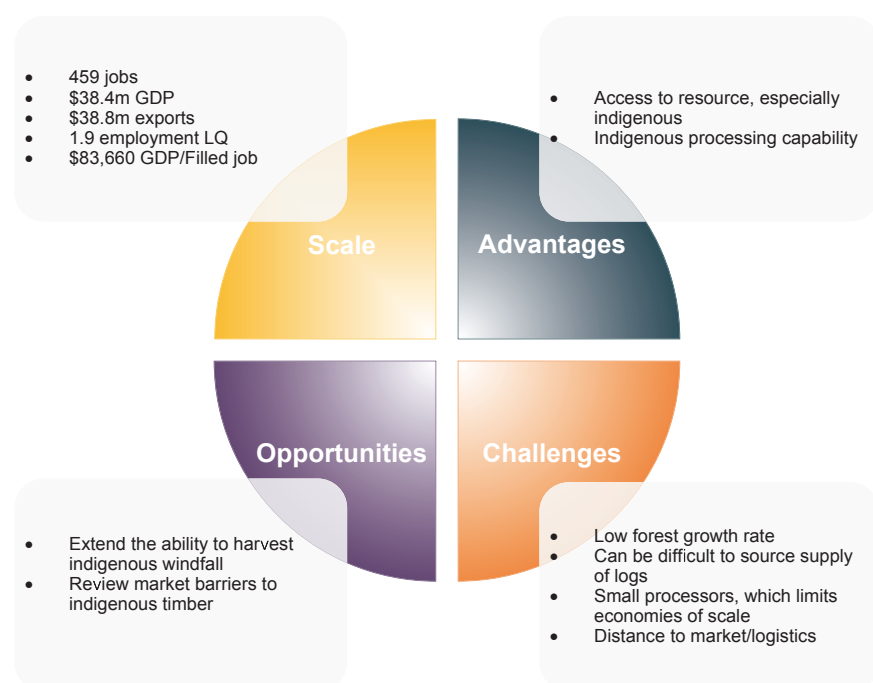 • 459 jobs
• $38.4m GDP
• $38.8m exports
• 1.9 employment LQ
• $83,660 GDP/Filled job
• Access to resource, especially
indigenous
• Indigenous processing capability
Scale
Advantages
Opportunities
Challenges
• Extend the ability to harvest
indigenous windfall
• Review market barriers to
indigenous timber
• Low forest growth rate
• Can be difficult to source supply
of logs
• Small processors, which limits
economies of scale
• Distance to market/logistics